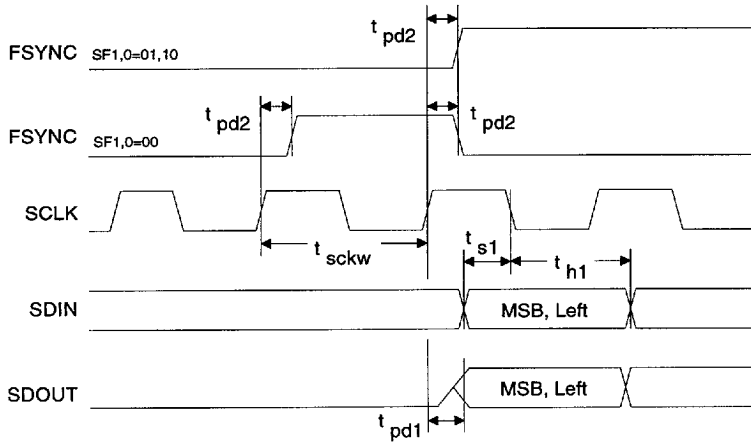 t pd2
FSYNC SF1,0=01,10
t pd2 t pd2
FSYNC SF1,0=00
SCLK
t sckw t s1 t h1
SDIN MSB, Left
SDOUT MSB, Left
t pd1